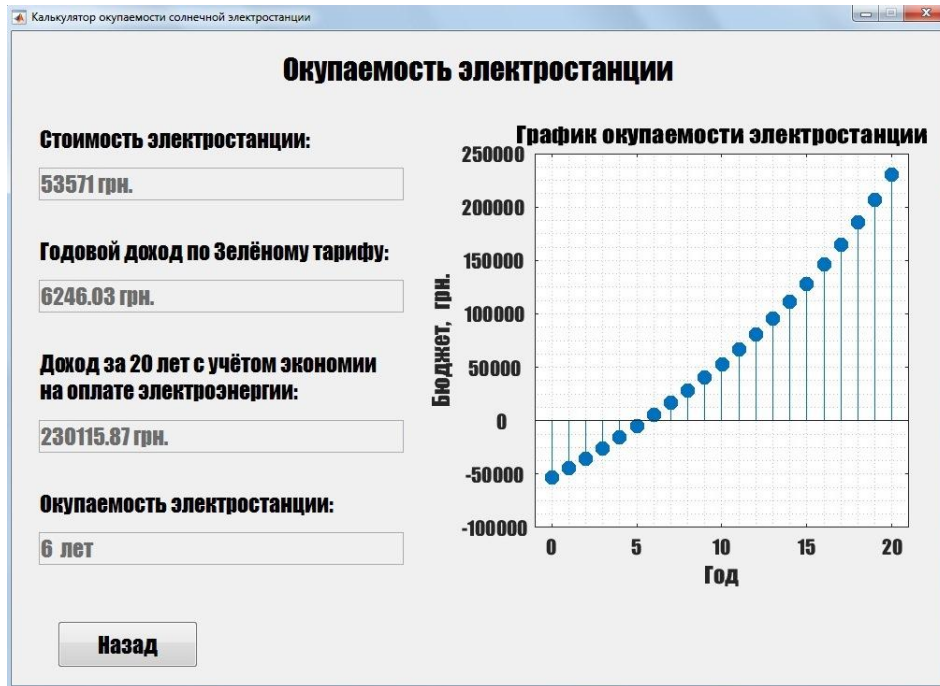 Калькулятор окупаемости солнечной электростанции
Окупаемость электростанции
Стоимость электростанции:
53571 грн.
Годовой доход по Зелёному тарифу:
6246.03 грн.
Доход за 20 лет с учётом экономии
на оплате электроэнергии:
230115.87 грн.
Окупаемость электростанции:
6 лет
Назад
График окупаемости электростанции
Бюджет, грн.
250000
200000
150000
100000
50000
0
-50000
-100000
0 5 10 15 20
Год